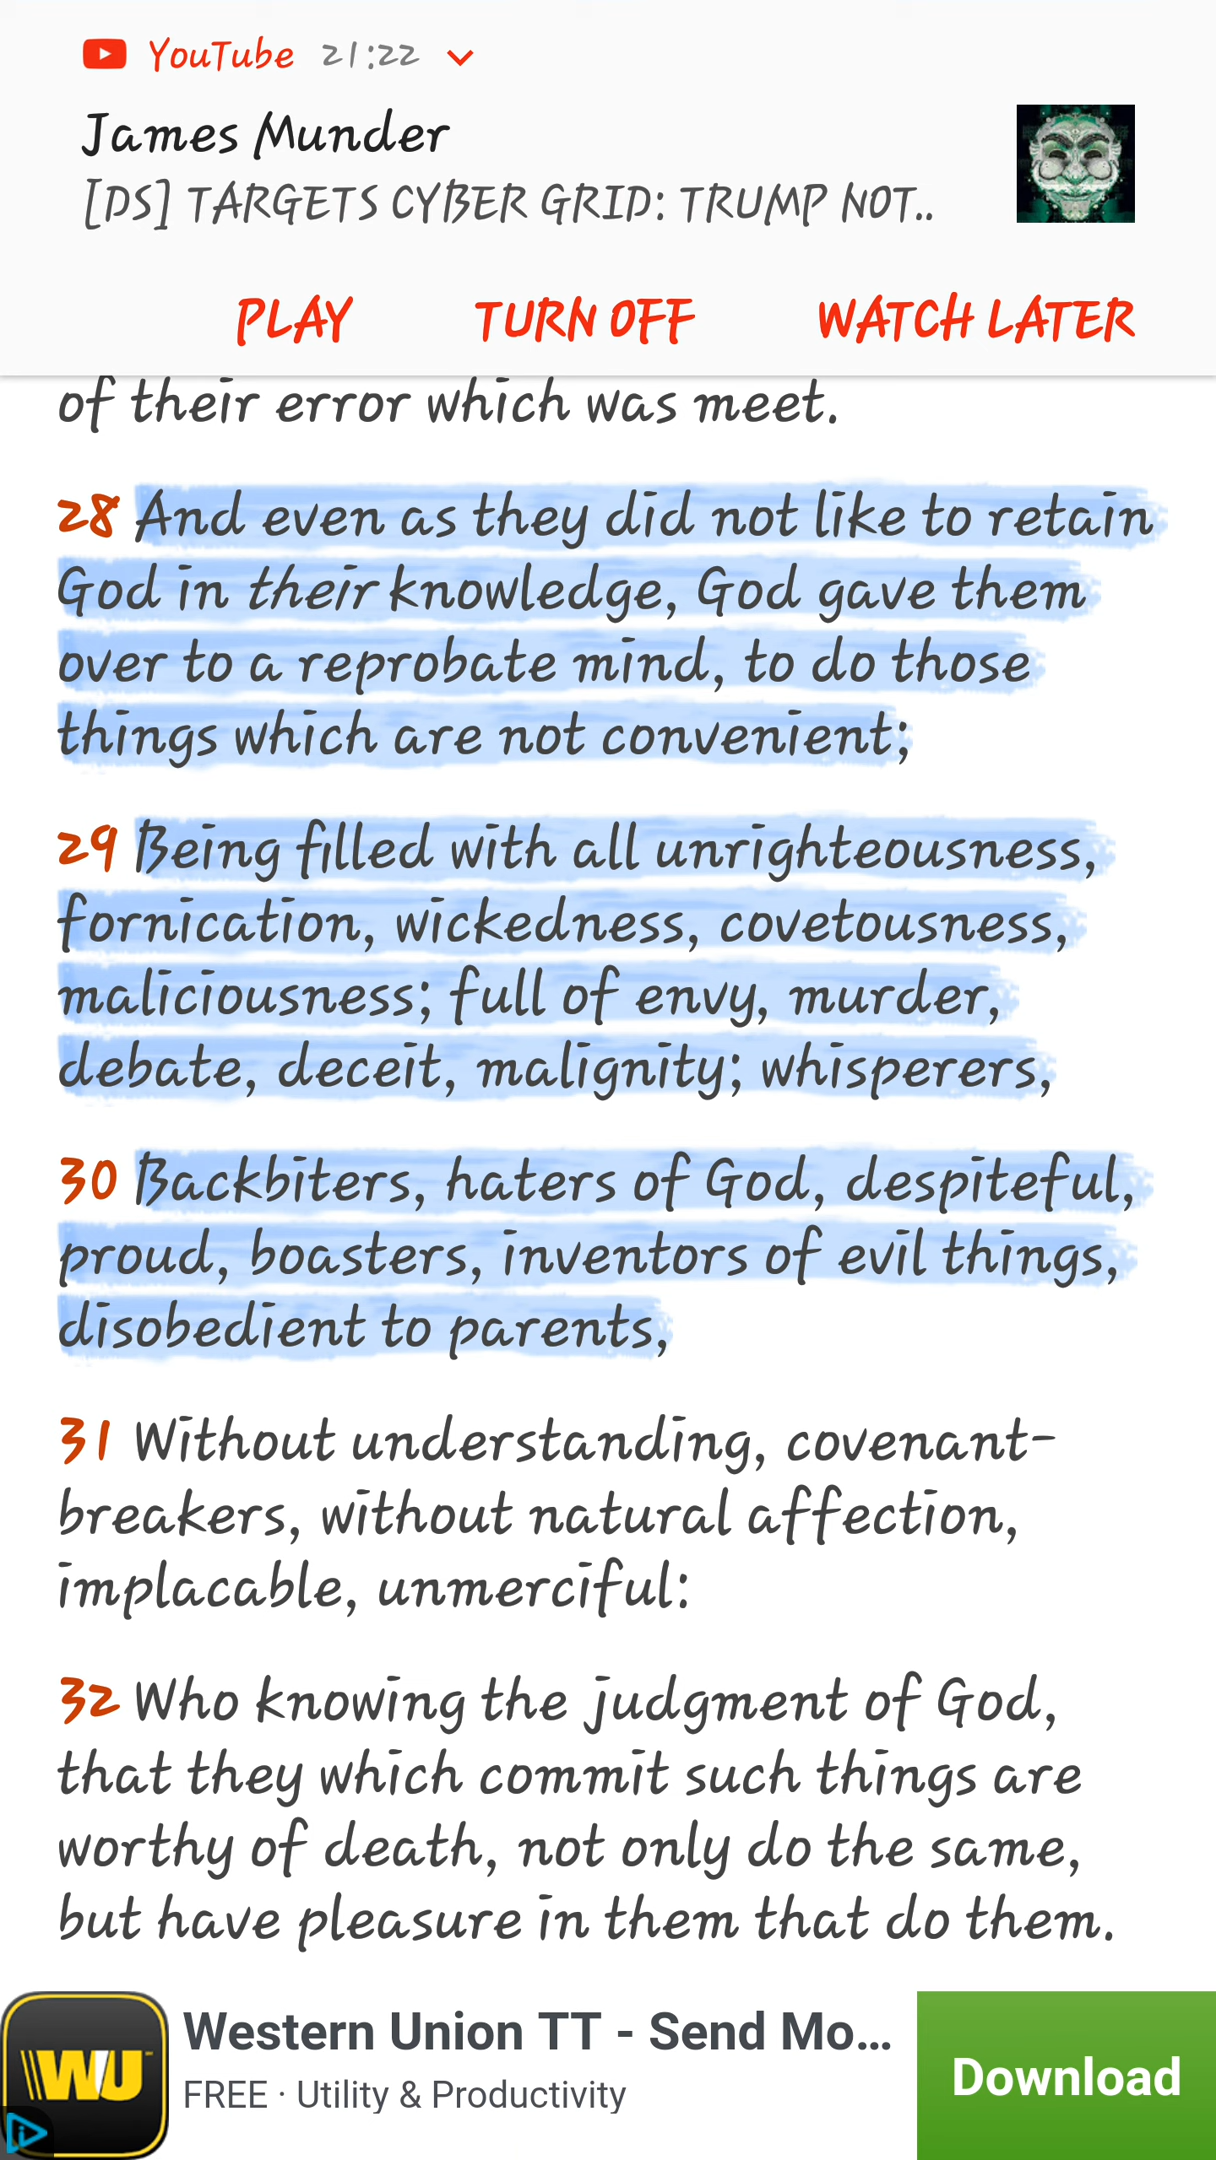 YouTube 21:22
James Munder
[DS] TARGETS CYBER GRID: TRUMP NOT..
PLAY TURN OFF WATCH LATER
of their error which was meet.
28 And even as they did not like to retain
God in their knowledge, God gave them
over to a reprobate mind, to do those
things which are not convenient;
29 Being filled with all unrighteousness,
fornication, wickedness, covetousness,
maliciousness; full of envy, murder,
debate, deceit, malignity; whisperers,
30 Backbiters, haters of God, despiteful,
proud, boasters, inventors of evil things,
disobedient to parents,
31 Without understanding, covenant-
breakers, without natural affection,
implacable, unmerciful:
32 Who knowing the judgment of God,
that they which commit such things are
worthy of death, not only do the same,
but have pleasure in them that do them.
WU
Western Union TT - Send Mo...
FREE · Utility & Productivity
Download